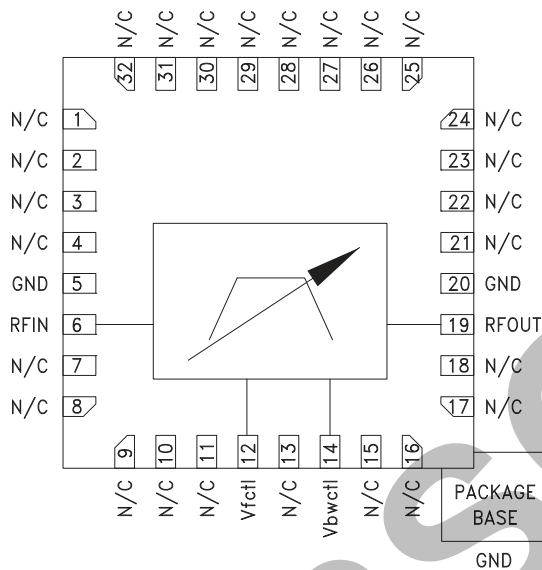 N/C N/C N/C N/C N/C N/C N/C N/C
32 31 30 29 28 27 26 25
N/C 1
N/C 2
N/C 3
N/C 4
GND 5
RFIN 6
N/C 7
N/C 8
24 N/C
23 N/C
22 N/C
21 N/C
20 GND
19 RFOUT
18 N/C
17 N/C
9 10 11 12 13 14 15 16
N/C N/C N/C Vfctl N/C Vbwctl N/C N/C
PACKAGE
BASE
GND